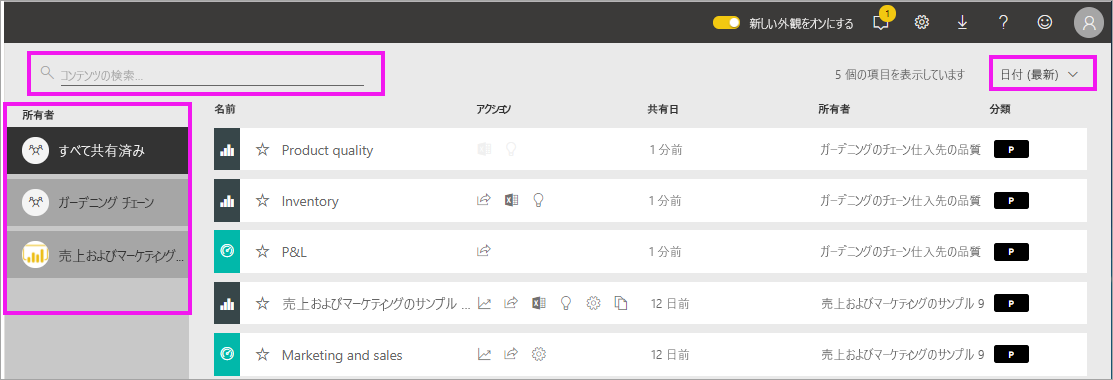 新しい外観をオンにする 1 ?
コンテンツの検索... 5 個の項目を表示しています 日付 (最新)
所有者 名前 アクション 共有日 所有者 分類
すべて共有済み Product quality 1 分前 ガーデニングのチェーン仕入先の品質 P
ガーデニング チェーン Inventory 1 分前 ガーデニングのチェーン仕入先の品質 P
売上およびマーケティング... P&L 1 分前 ガーデニングのチェーン仕入先の品質 P
売上およびマーケティングのサンプル ... 12 日前 売上およびマーケティングのサンプル 9 P
Marketing and sales 12 日前 売上およびマーケティングのサンプル 9 P